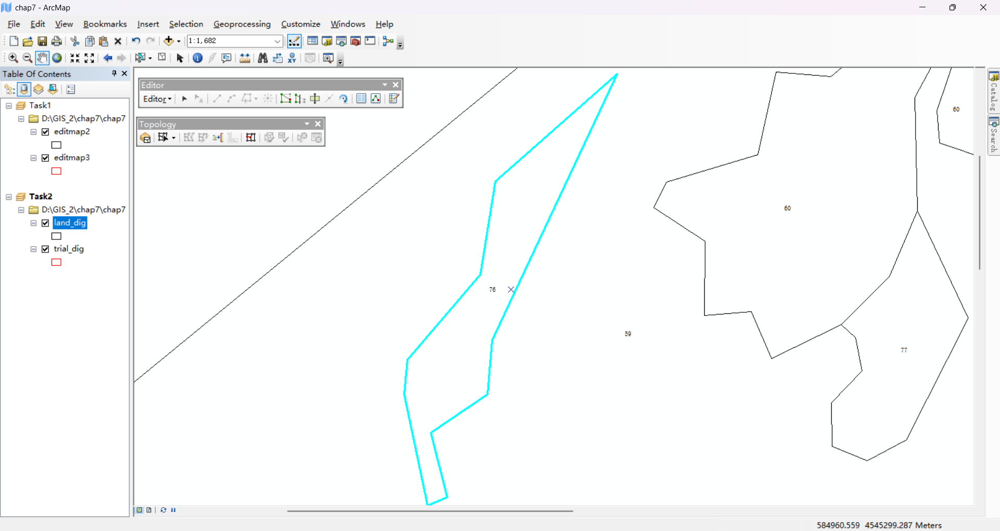 chap7 - ArcMap
File Edit View Bookmarks Insert Selection Geoprocessing Customize Windows Help
1:1,682
XY
Table Of Contents
Task1
D:\GIS_2\chap7\chap7
editmap2
editmap3
Task2
D:\GIS_2\chap7\chap7
land_dig
trial_dig
Editor
Editor
Topology
60
60
76
59
77
Catalog
Search
584960.559 4545299.287 Meters